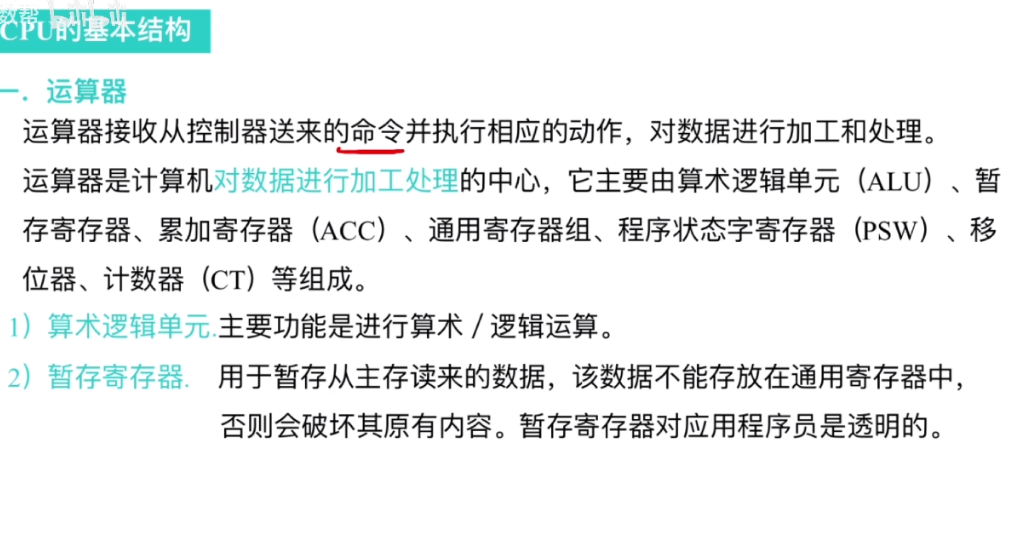 数帮
CPU的基本结构
一．运算器
运算器接收从控制器送来的命令并执行相应的动作，对数据进行加工和处理。
运算器是计算机对数据进行加工处理的中心，它主要由算术逻辑单元（ALU）、暂
存寄存器、累加寄存器（ACC）、通用寄存器组、程序状态字寄存器（PSW）、移
位器、计数器（CT）等组成。
1）算术逻辑单元.主要功能是进行算术／逻辑运算。
2）暂存寄存器. 用于暂存从主存读来的数据，该数据不能存放在通用寄存器中，
否则会破坏其原有内容。暂存寄存器对应用程序员是透明的。